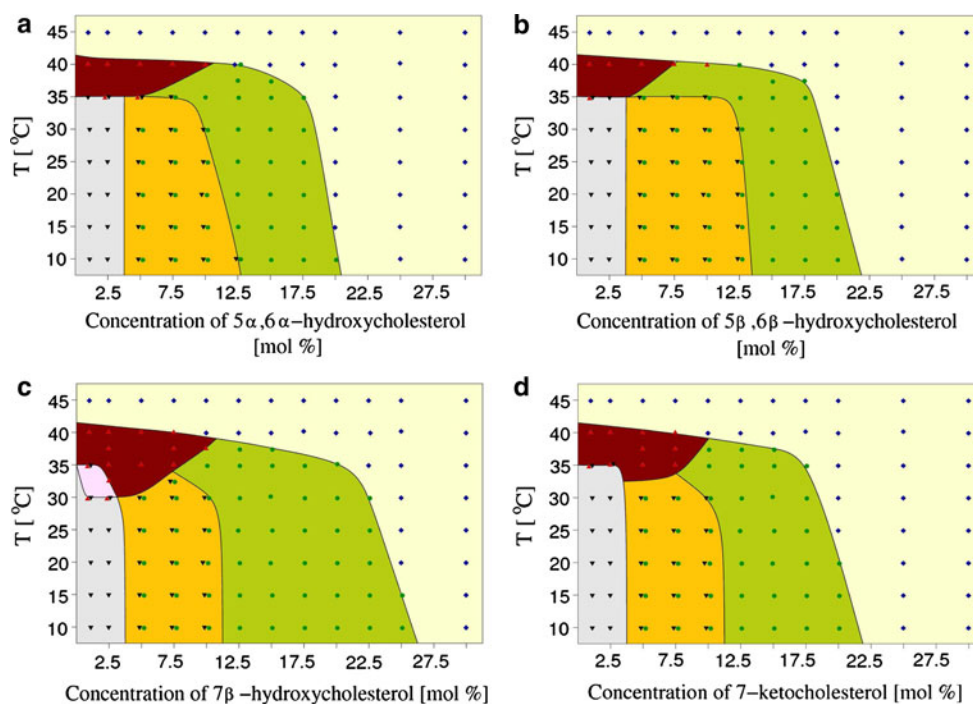 a
b
45
40
35
30
25
20
15
10
T [ °C]
2.5 7.5 12.5 17.5 22.5 27.5
Concentration of 5α,6α-hydroxycholesterol
[mol %]
45
40
35
30
25
20
15
10
T [ °C]
2.5 7.5 12.5 17.5 22.5 27.5
Concentration of 5β,6β-hydroxycholesterol
[mol %]
c
d
45
40
35
30
25
20
15
10
T [ °C]
2.5 7.5 12.5 17.5 22.5 27.5
Concentration of 7β-hydroxycholesterol [mol %]
45
40
35
30
25
20
15
10
T [ °C]
2.5 7.5 12.5 17.5 22.5 27.5
Concentration of 7-ketocholesterol [mol %]